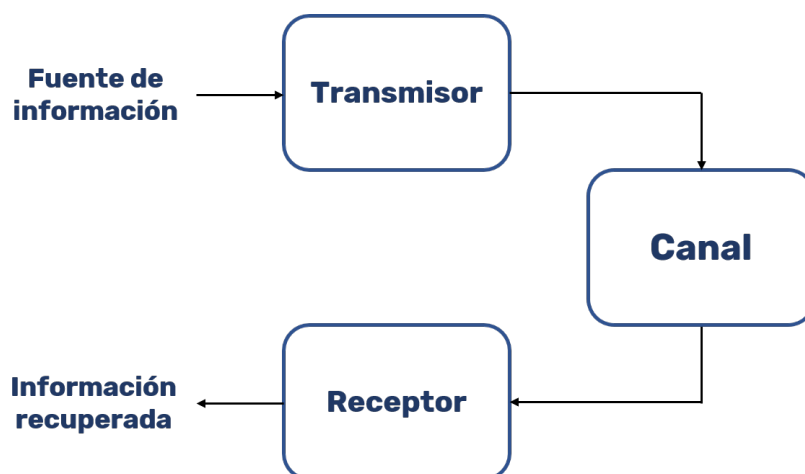 Fuente de
información
Transmisor
Canal
Receptor
Información
recuperada